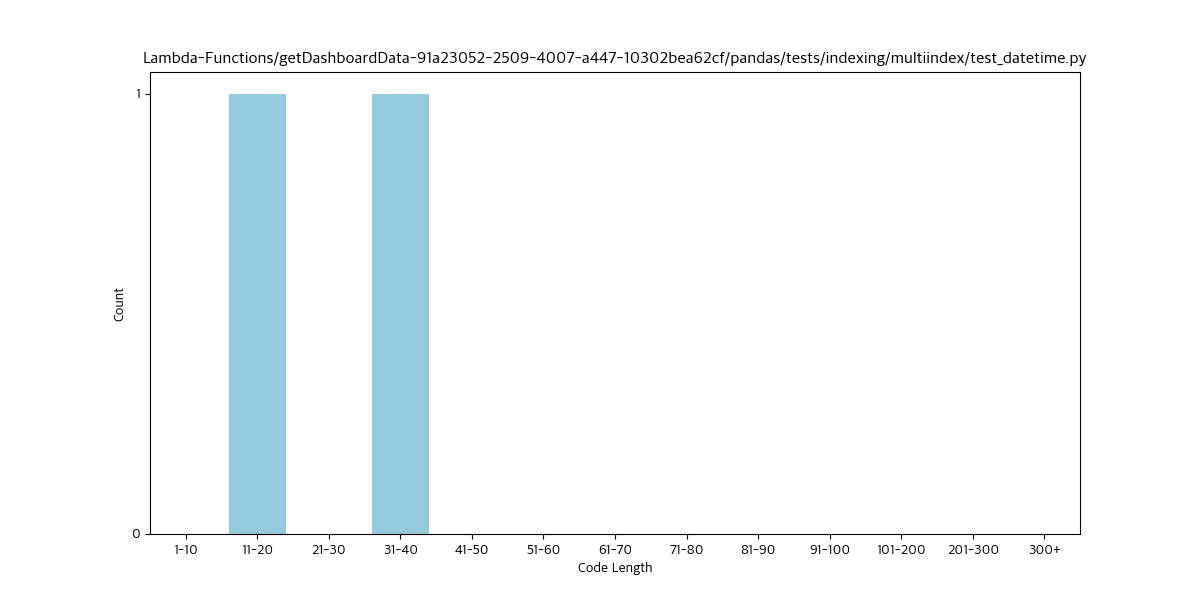 Lambda-Functions/getDashboardData-91a23052-2509-4007-a447-10302bea62cf/pandas/tests/indexing/multiindex/test_datetime.py
1
Count
0
1-10 11-20 21-30 31-40 41-50 51-60 61-70 71-80 81-90 91-100 101-200 201-300 300+
Code Length